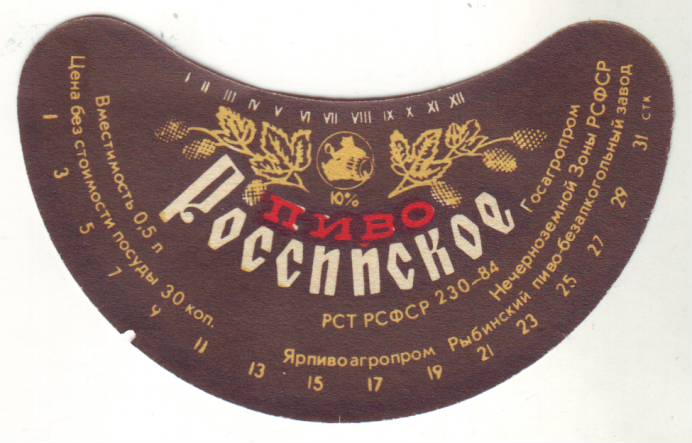 I II III IV V VI VII VIII IX X XI XII
10%
ПИВО
Российское
РСТ РСФСР 230-84
Вместимость 0,5 л
Цена без стоимости посуды 30 коп.
Госагропром
Нечерноземной Зоны РСФСР
Ярпивоагропром Рыбинский пиво-безалкогольный завод
1 3 5 7 9 11 13 15 17 19 21 23 25 27 29 31 СТК